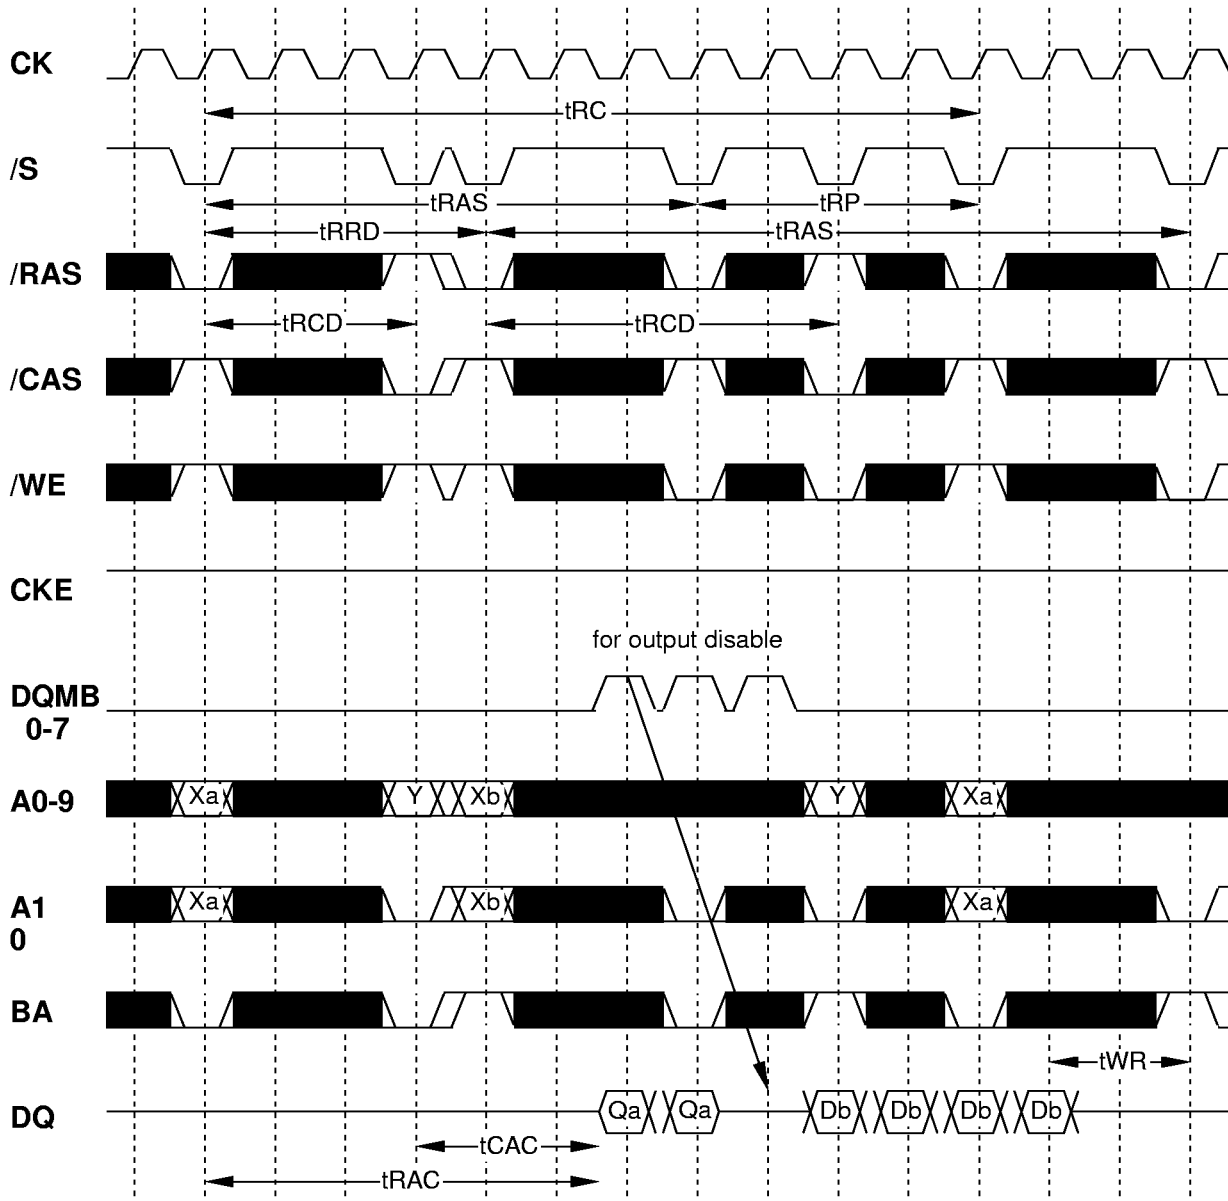 CK
tRC
/S
tRAS tRP
tRRD tRAS
/RAS
tRCD tRCD
/CAS
/WE
CKE
for output disable
DQMB
0-7
A0-9 Xa Y Xb Y Xa
A1 Xa Xb Xa
0
BA
tWR
DQ Qa Qa Db Db Db Db
tCAC
tRAC